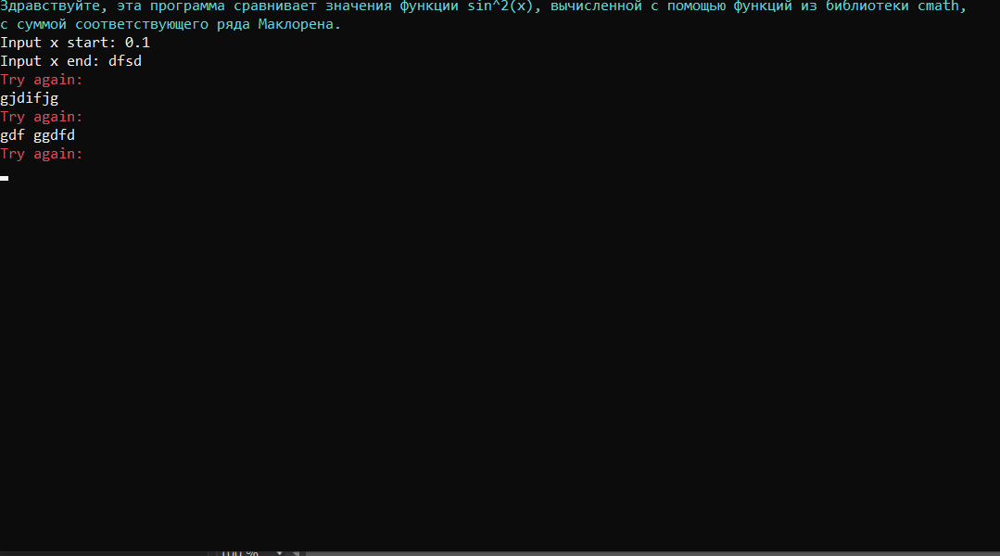 Здравствуйте, эта программа сравнивает значения функции sin^2(x), вычисленной с помощью функций из библиотеки cmath,
с суммой соответствующего ряда Маклорена.
Input x start: 0.1
Input x end: dfsd
Try again:
gjdifjg
Try again:
gdf ggdfd
Try again:
100 %